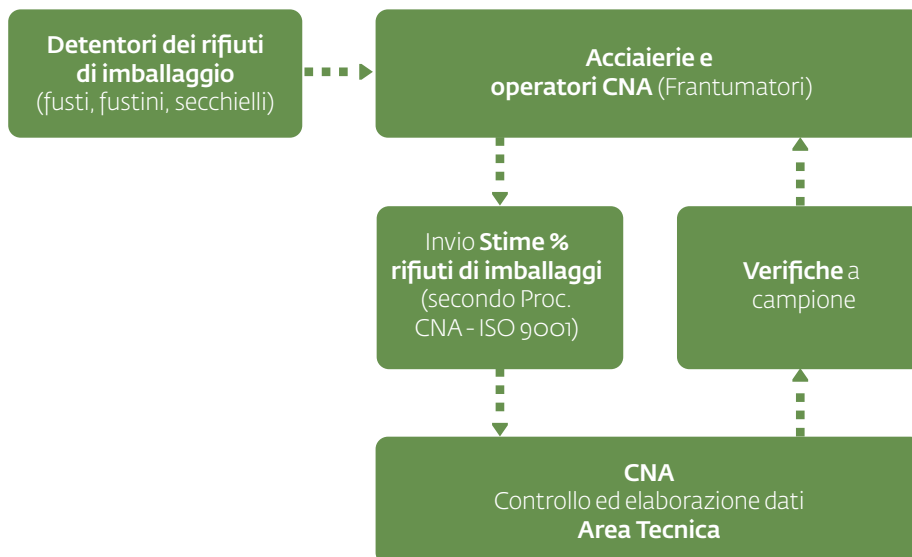 Detentori dei rifiuti
di imballaggio
(fusti, fustini, secchielli)
Acciaierie e
operatori CNA (Frantumatori)
Invio Stime %
rifiuti di imballaggi
(secondo Proc.
CNA - ISO 9001)
Verifiche a
campione
CNA
Controllo ed elaborazione dati
Area Tecnica